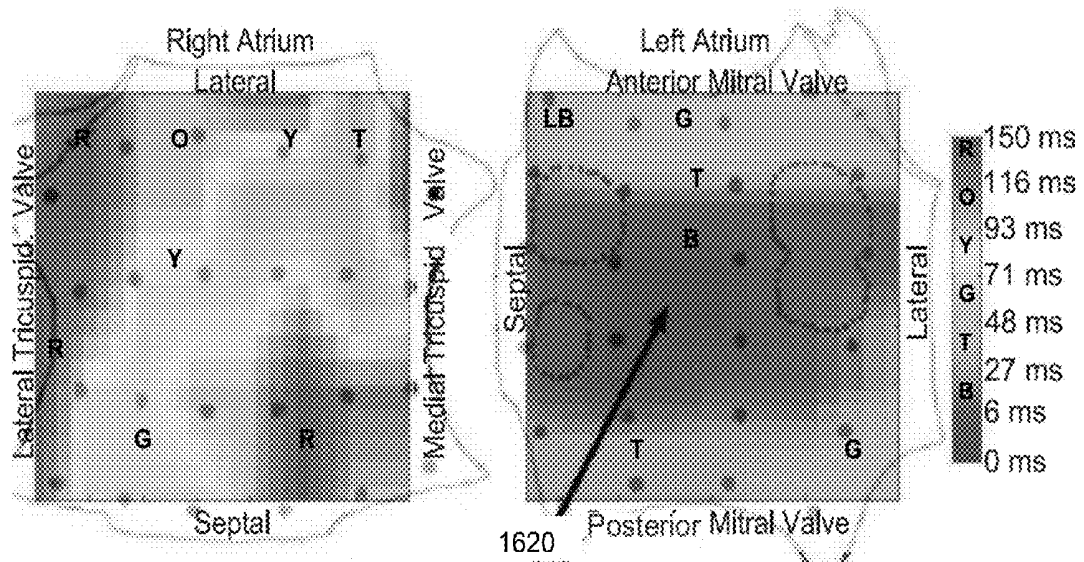 Right Atrium
Lateral
Lateral Tricuspid Valve
R
O
Y
T
Y
R
G
R
Medial Tricuspid Valve
Septal
Left Atrium
Anterior Mitral Valve
Septal
LB
G
T
B
T
G
Lateral
Posterior Mitral Valve
1620
R
O
Y
G
T
B
150 ms
116 ms
93 ms
71 ms
48 ms
27 ms
6 ms
0 ms